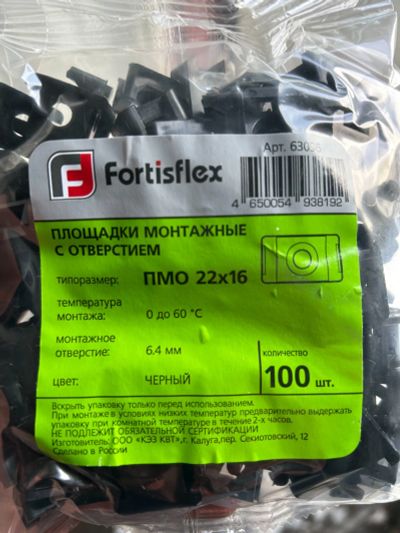 Fortisflex
Арт.
4 650054 938192
ПЛОЩАДКИ МОНТАЖНЫЕ
С ОТВЕРСТИЕМ
типоразмер: ПМО 22х16
температура
монтажа: 0 до 60 °С
монтажное
отверстие: 6.4 мм
цвет: ЧЕРНЫЙ
количество
100 шт.
Вскрыть упаковку только перед использованием.
При монтаже в условиях низких температур предварительно выдержать
упаковку при комнатной температуре в течение 2-х часов.
НЕ ПОДЛЕЖИТ ОБЯЗАТЕЛЬНОЙ СЕРТИФИКАЦИИ
Изготовитель: ООО «КЭЗ КВТ», г. Калуга, пер. Секиотовский, 12
Сделано в России